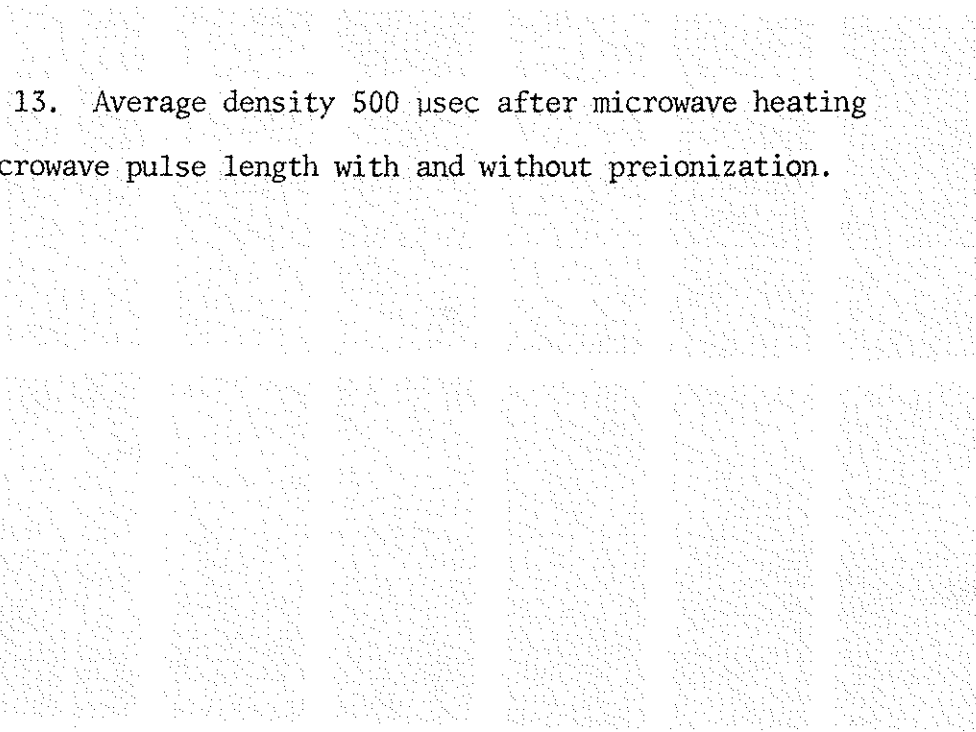 13. Average density 500 μsec after microwave heating
crowave pulse length with and without preionization.